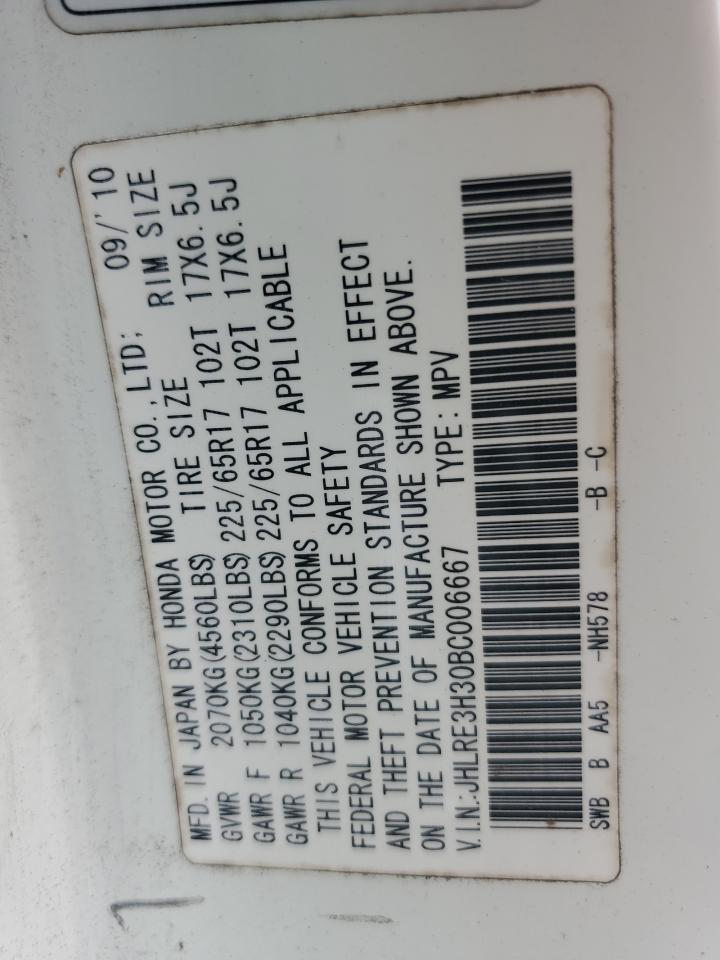 MFD. IN JAPAN BY HONDA MOTOR CO., LTD; 09/'10
GVWR 2070KG(4560LBS) TIRE SIZE RIM SIZE
GAWR F 1050KG(2310LBS) 225/65R17 102T 17X6.5J
GAWR R 1040KG(2290LBS) 225/65R17 102T 17X6.5J
THIS VEHICLE CONFORMS TO ALL APPLICABLE
FEDERAL MOTOR VEHICLE SAFETY
AND THEFT PREVENTION STANDARDS IN EFFECT
ON THE DATE OF MANUFACTURE SHOWN ABOVE.
V.I.N.:JHLRE3H30BC006667 TYPE: MPV
SWB B AA5 -NH578 -B -C